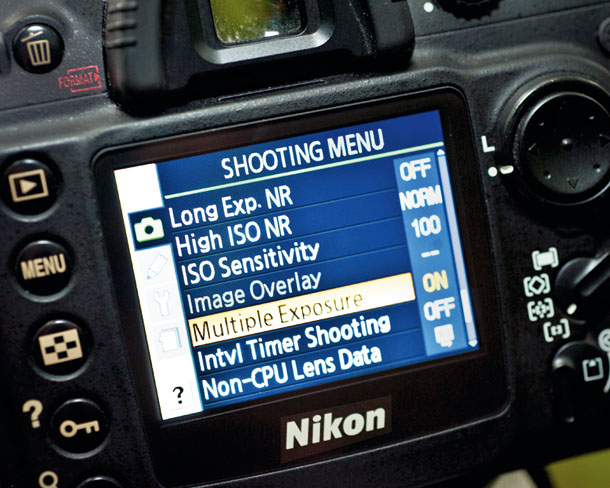 FORMAT
SHOOTING MENU
Long Exp. NR OFF
High ISO NR NORM
ISO Sensitivity 100
Image Overlay --
Multiple Exposure ON
Intvl Timer Shooting OFF
Non-CPU Lens Data
?
MENU
?
L
Nikon